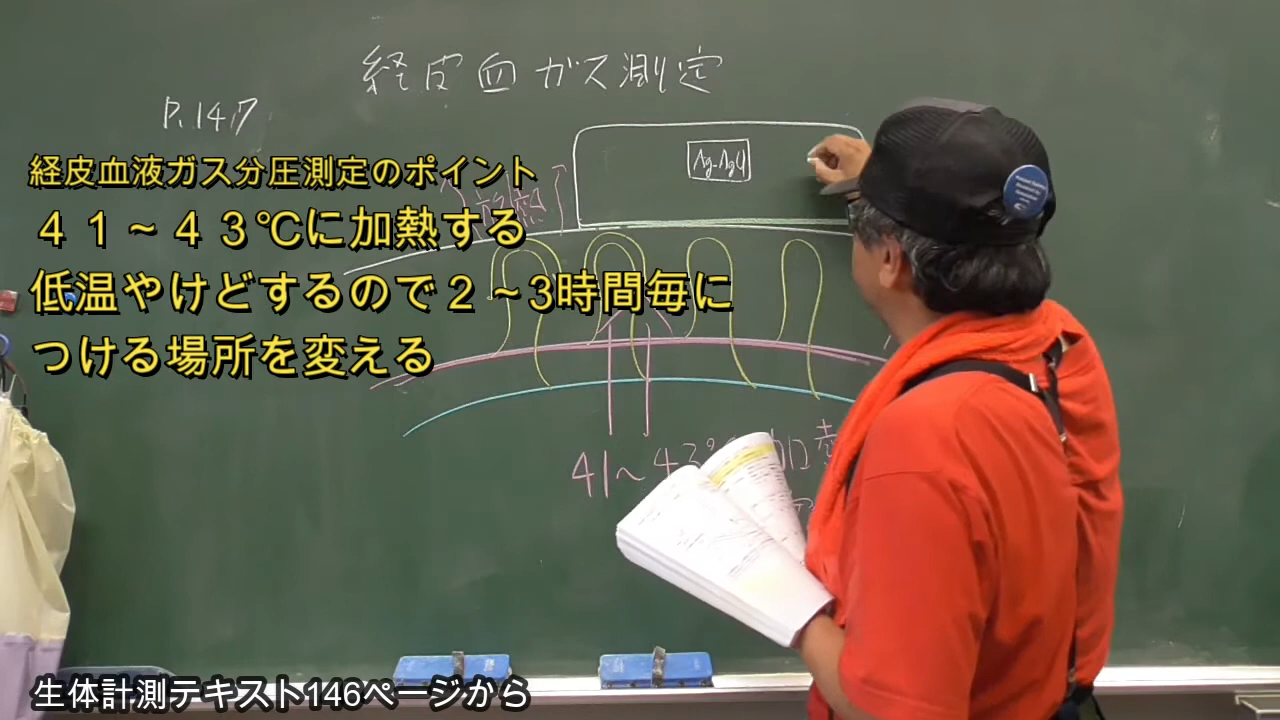 経皮血ガス測定
P.147
Ag-AgCl
経皮血液ガス分圧測定のポイント
放熱
４１～４３℃に加熱する
低温やけどするので２～3時間毎に
つける場所を変える
41～43℃加熱
生体計測テキスト146ページから